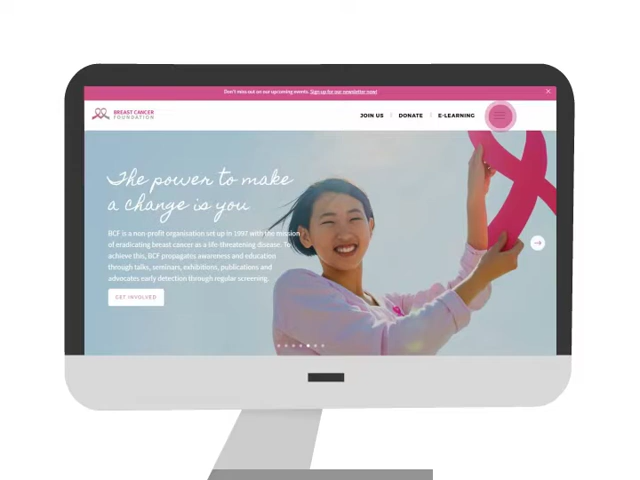 Don't miss out on our upcoming events. Sign up for our newsletter now!
BREAST CANCER
FOUNDATION
JOIN US / DONATE / E-LEARNING
The power to make
a change is you
BCF is a non-profit organisation set up in 1997 with the mission
of eradicating breast cancer as a life-threatening disease. To
achieve this, BCF propagates awareness and education
through talks, seminars, exhibitions, publications and
advocates early detection through regular screening.
GET INVOLVED